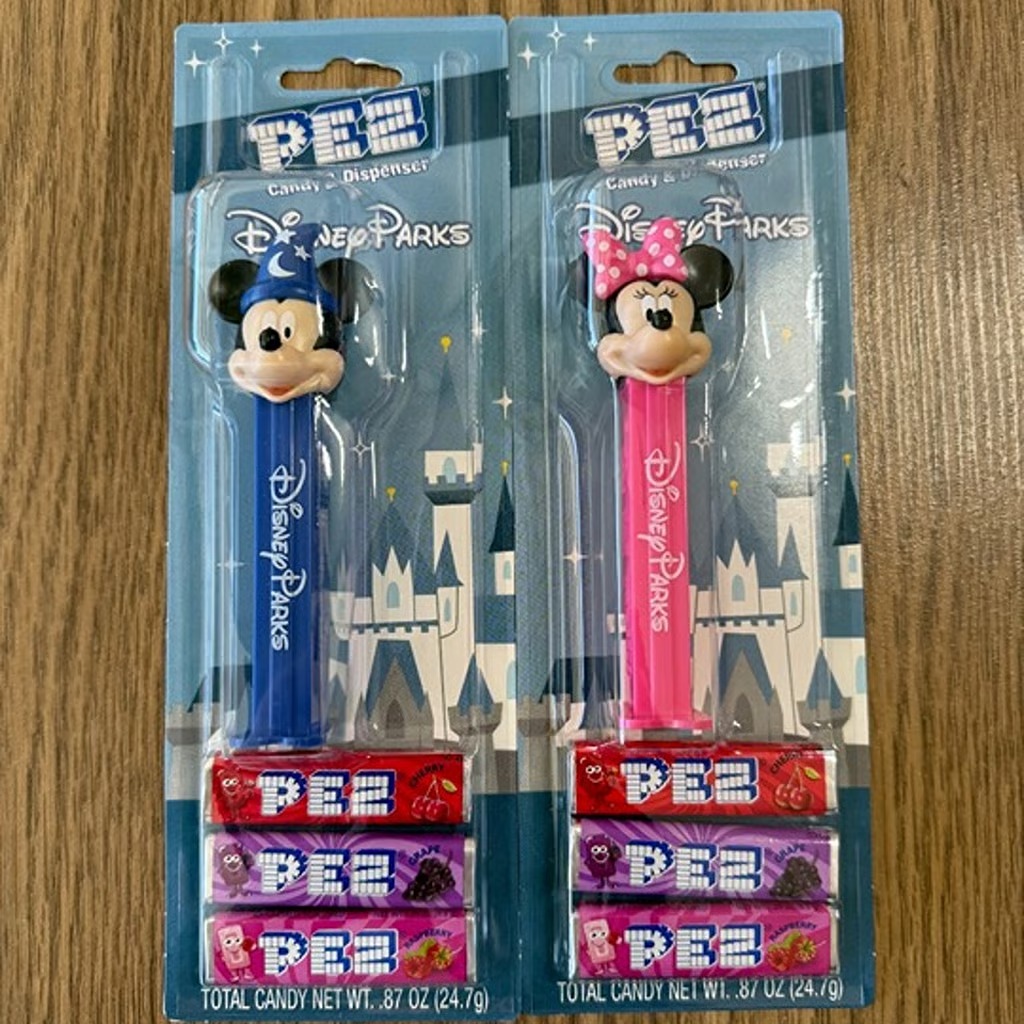 PEZ®
Candy & Dispenser
Disney Parks
Disney Parks
PEZ CHERRY
PEZ GRAPE
PEZ RASPBERRY
TOTAL CANDY NET WT. .87 OZ (24.7g)
PEZ®
Candy & Dispenser
Disney Parks
Disney Parks
PEZ CHERRY
PEZ GRAPE
PEZ RASPBERRY
TOTAL CANDY NET WT. .87 OZ (24.7g)